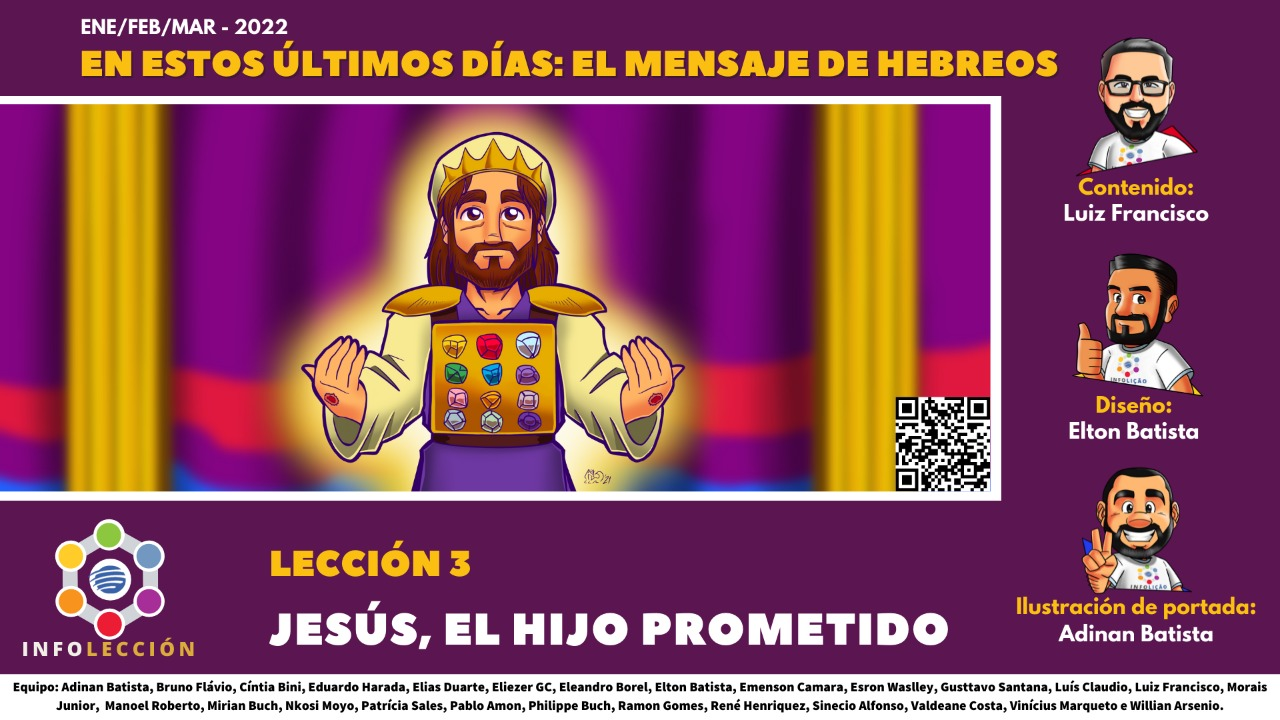 ENE/FEB/MAR - 2022
EN ESTOS ÚLTIMOS DÍAS: EL MENSAJE DE HEBREOS
Contenido:
Luiz Francisco
INFOLIÇÃO
Diseño:
Elton Batista
INFOLIÇÃO
Ilustración de portada:
Adinan Batista
LECCIÓN 3
JESÚS, EL HIJO PROMETIDO
INFOLECCIÓN
Equipo: Adinan Batista, Bruno Flávio, Cíntia Bini, Eduardo Harada, Elias Duarte, Eliezer GC, Eleandro Borel, Elton Batista, Emenson Camara, Esron Waslley, Gusttavo Santana, Luís Claudio, Luiz Francisco, Morais
Junior, Manoel Roberto, Mirian Buch, Nkosi Moyo, Patrícia Sales, Pablo Amon, Philippe Buch, Ramon Gomes, René Henriquez, Sinecio Alfonso, Valdeane Costa, Vinícius Marqueto e Willian Arsenio.